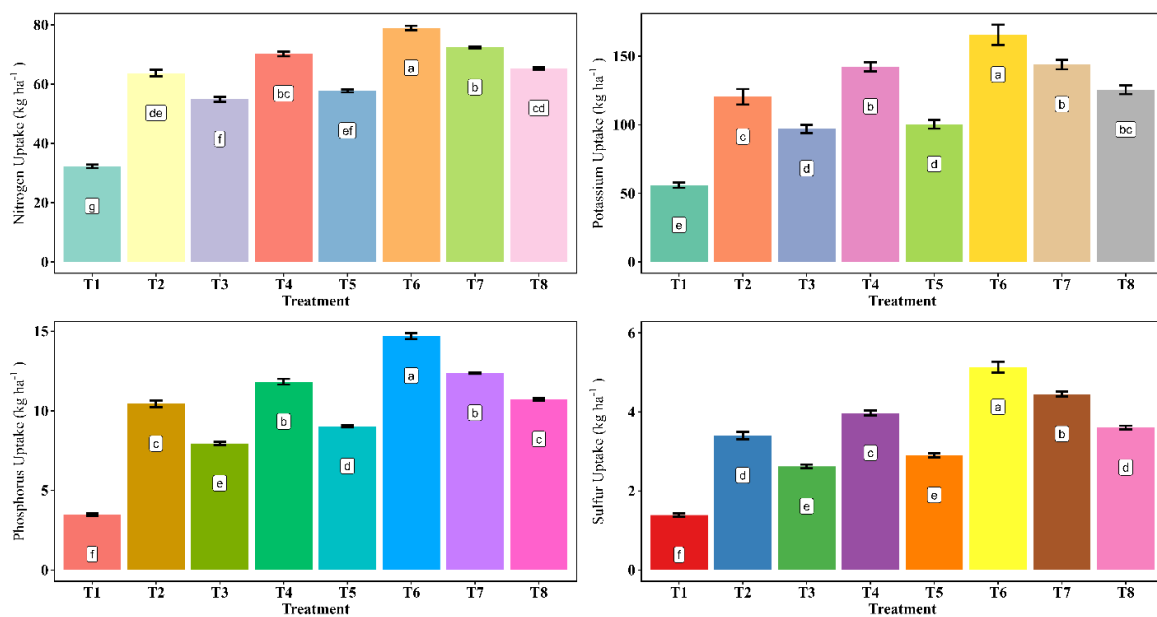 Nitrogen Uptake (kg ha⁻¹ )
80
60
40
20
0
g
de
f
bc
ef
a
b
cd
T1 T2 T3 T4 T5 T6 T7 T8
Treatment
Potassium Uptake (kg ha⁻¹ )
150
100
50
0
e
c
d
b
d
a
b
bc
T1 T2 T3 T4 T5 T6 T7 T8
Treatment
Phosphorus Uptake (kg ha⁻¹ )
15
10
5
0
f
c
e
b
d
a
b
c
T1 T2 T3 T4 T5 T6 T7 T8
Treatment
Sulfur Uptake (kg ha⁻¹ )
6
4
2
0
f
d
e
c
e
a
b
d
T1 T2 T3 T4 T5 T6 T7 T8
Treatment